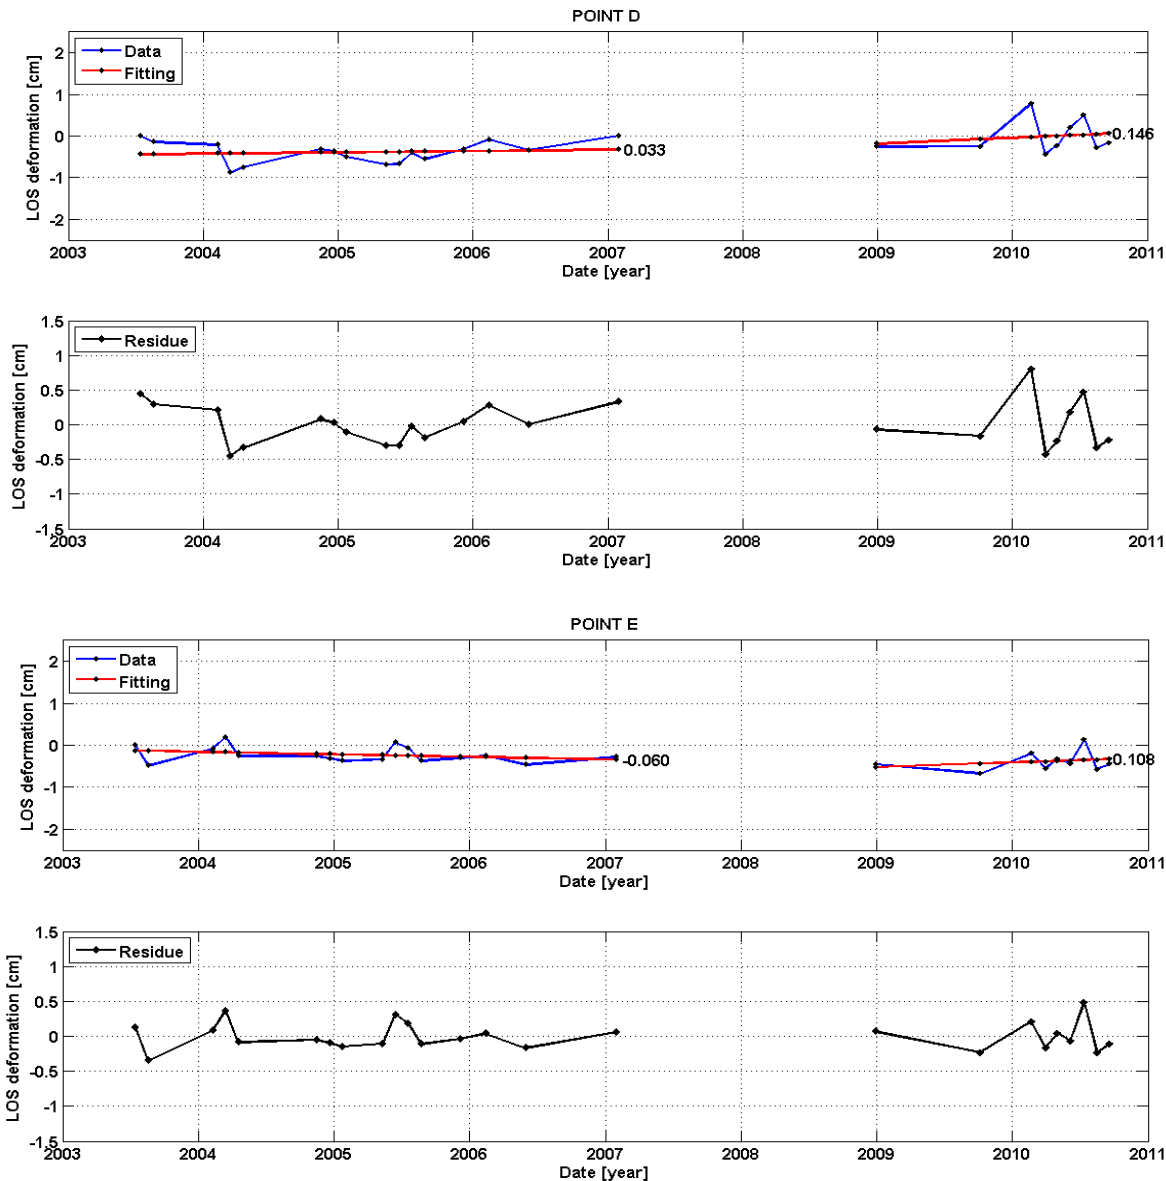 POINT D
Data
Fitting
2
1
0
-1
-2
LOS deformation [cm]
0.033
0.146
2003 2004 2005 2006 2007 2008 2009 2010 2011
Date [year]
Residue
1.5
1
0.5
0
-0.5
-1
-1.5
LOS deformation [cm]
2003 2004 2005 2006 2007 2008 2009 2010 2011
Date [year]
POINT E
Data
Fitting
2
1
0
-1
-2
LOS deformation [cm]
-0.060
0.108
2003 2004 2005 2006 2007 2008 2009 2010 2011
Date [year]
Residue
1.5
1
0.5
0
-0.5
-1
-1.5
LOS deformation [cm]
2003 2004 2005 2006 2007 2008 2009 2010 2011
Date [year]